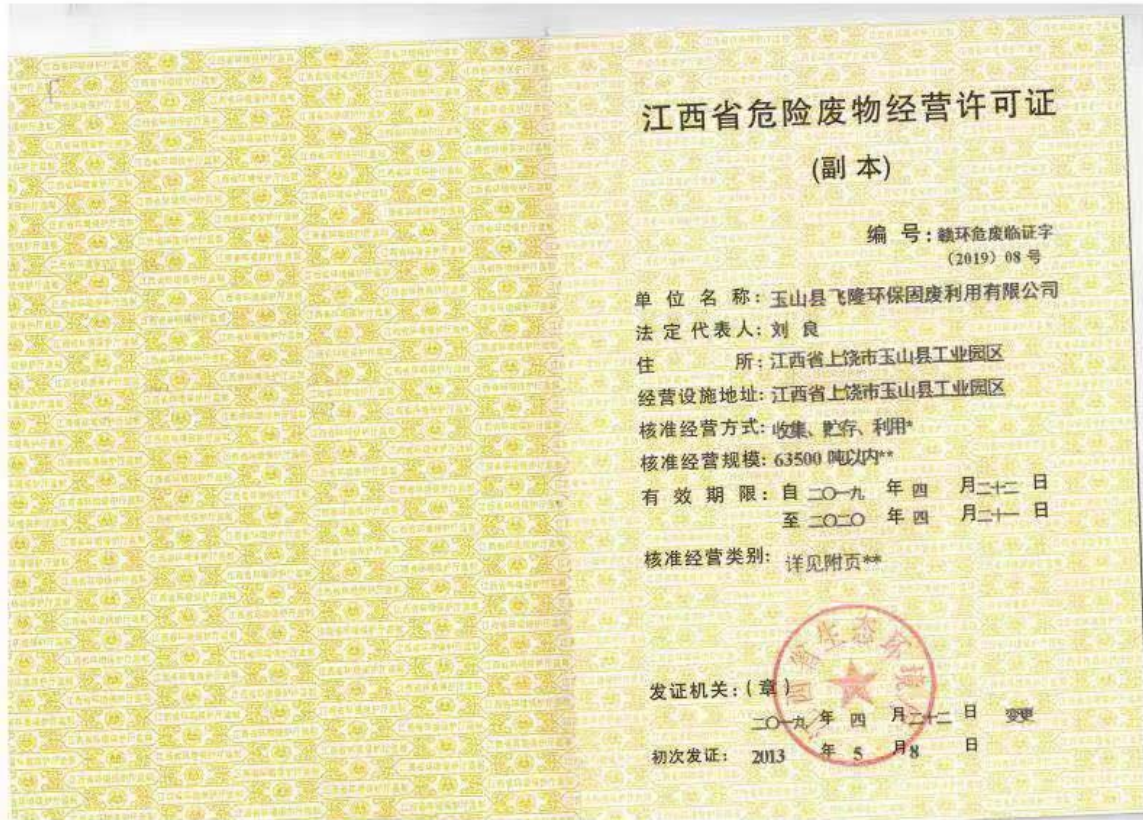 江西省危险废物经营许可证
(副 本)
编 号：赣环危废临证字
（2019）08 号
单 位 名 称：玉山县飞隆环保固废利用有限公司
法 定 代 表 人：刘 良
住 所：江西省上饶市玉山县工业园区
经营设施地址：江西省上饶市玉山县工业园区
核准经营方式：收集、贮存、利用*
核准经营规模：63500 吨以内**
有 效 期 限：自 二〇一九 年 四 月 二十二 日
至 二〇二〇 年 四 月 二十一 日
核准经营类别：详见附页**
江西省生态环境厅
发证机关：(章)
二〇一九 年 四 月 二十二 日 变更
初次发证： 2013 年 5 月 8 日